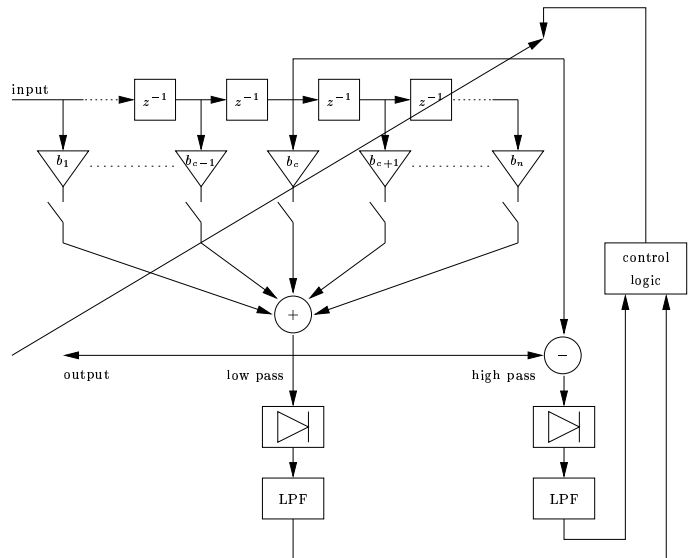 input
z⁻¹ z⁻¹ z⁻¹ z⁻¹
b₁ b_{c−1} b_c b_{c+1} b_n
control
logic
+
−
output low pass high pass
LPF LPF